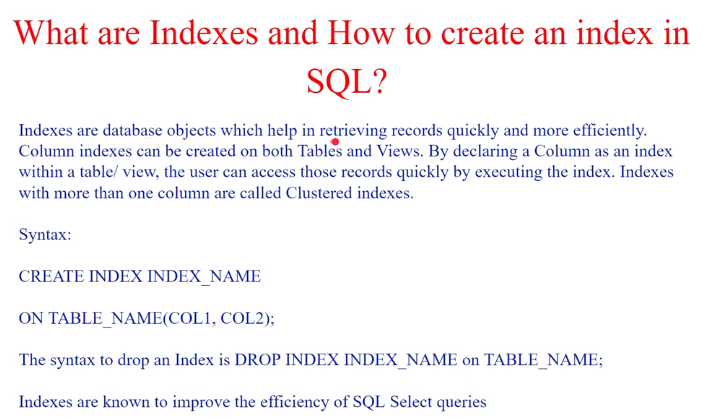 What are Indexes and How to create an index in
SQL?
Indexes are database objects which help in retrieving records quickly and more efficiently.
Column indexes can be created on both Tables and Views. By declaring a Column as an index
within a table/ view, the user can access those records quickly by executing the index. Indexes
with more than one column are called Clustered indexes.
Syntax:
CREATE INDEX INDEX_NAME
ON TABLE_NAME(COL1, COL2);
The syntax to drop an Index is DROP INDEX INDEX_NAME on TABLE_NAME;
Indexes are known to improve the efficiency of SQL Select queries